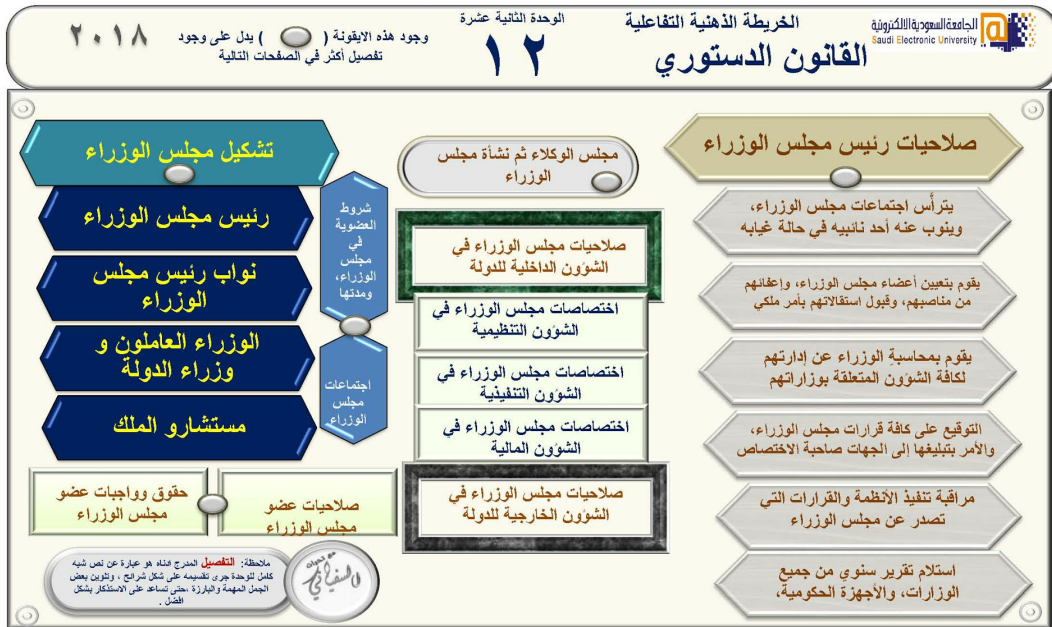 الجامعة السعودية الالكترونية
Saudi Electronic University
الخريطة الذهنية التفاعلية
القانون الدستوري
الوحدة الثانية عشرة
١٢
وجود هذه الايقونة ( ) يدل على وجود
تفصيل أكثر في الصفحات التالية
٢٠١٨
صلاحيات رئيس مجلس الوزراء
يترأس اجتماعات مجلس الوزراء،
وينوب عنه أحد نائبيه في حالة غيابه
يقوم بتعيين أعضاء مجلس الوزراء، وإعفائهم
من مناصبهم، وقبول استقالاتهم بأمر ملكي
يقوم بمحاسبة الوزراء عن إدارتهم
لكافة الشؤون المتعلقة بوزاراتهم
التوقيع على كافة قرارات مجلس الوزراء،
والأمر بتبليغها إلى الجهات صاحبة الاختصاص
مراقبة تنفيذ الأنظمة والقرارات التي
تصدر عن مجلس الوزراء
استلام تقرير سنوي من جميع
الوزارات، والأجهزة الحكومية،
مجلس الوكلاء ثم نشأة مجلس
الوزراء
صلاحيات مجلس الوزراء في
الشؤون الداخلية للدولة
اختصاصات مجلس الوزراء في
الشؤون التنظيمية
اختصاصات مجلس الوزراء في
الشؤون التنفيذية
اختصاصات مجلس الوزراء في
الشؤون المالية
صلاحيات مجلس الوزراء في
الشؤون الخارجية للدولة
تشكيل مجلس الوزراء
رئيس مجلس الوزراء
نواب رئيس مجلس
الوزراء
الوزراء العاملون و
وزراء الدولة
مستشارو الملك
شروط
العضوية
في
مجلس
الوزراء،
ومدتها
اجتماعات
مجلس
الوزراء
صلاحيات عضو
مجلس الوزراء
حقوق وواجبات عضو
مجلس الوزراء
ملاحظة: التفصيل المدرج ادناه هو عبارة عن نص شبه
كامل للوحدة جرى تقسيمه على شكل شرائح ، وتلوين بعض
الجمل المهمة والبارزة ،حتى تساعد على الاستذكار بشكل
افضل .